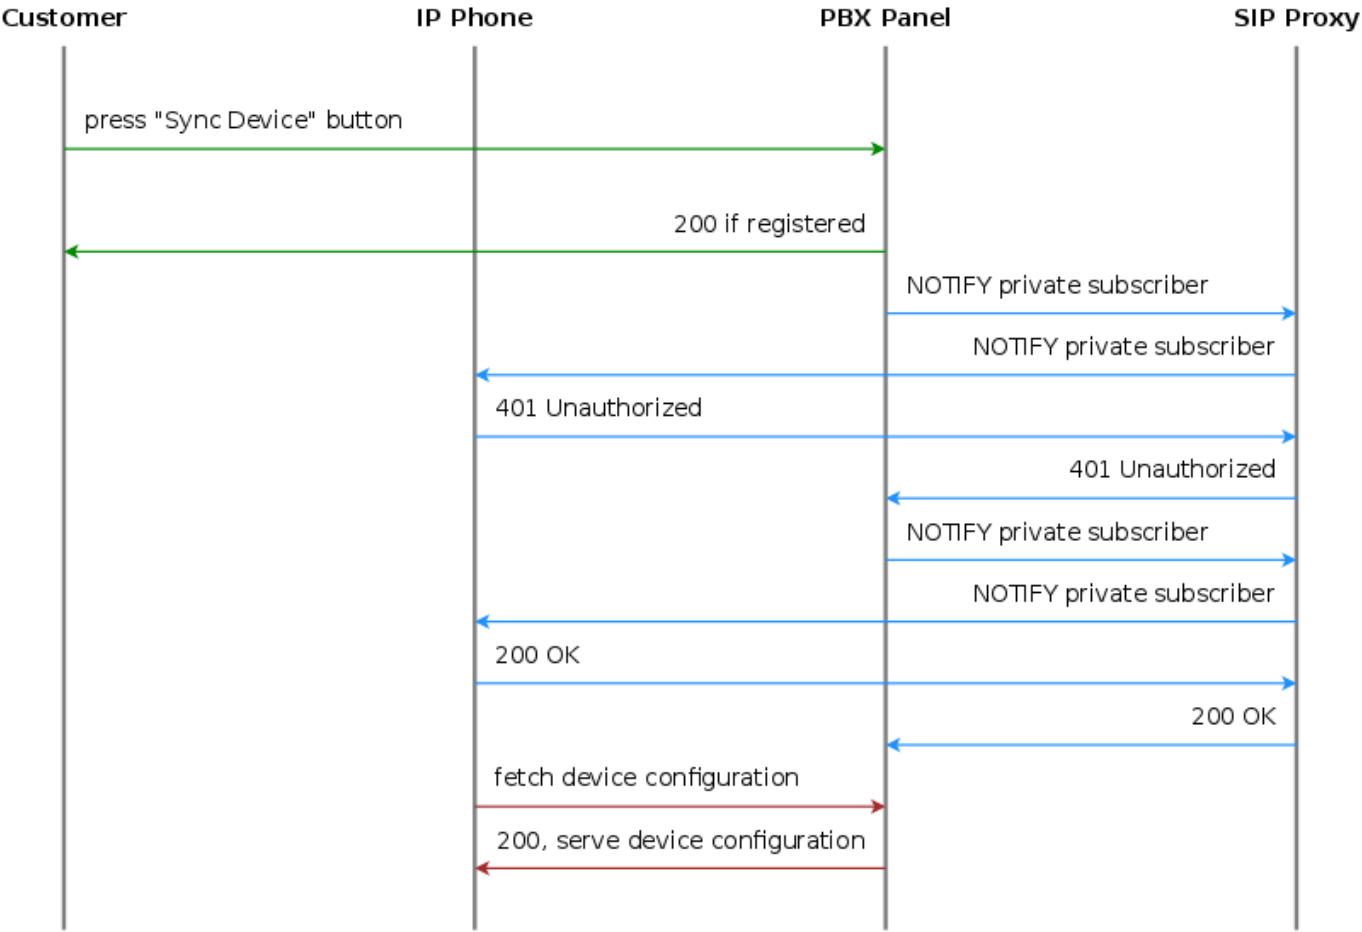 Customer IP Phone PBX Panel SIP Proxy
press "Sync Device" button
200 if registered
NOTIFY private subscriber
NOTIFY private subscriber
401 Unauthorized
401 Unauthorized
NOTIFY private subscriber
NOTIFY private subscriber
200 OK
200 OK
fetch device configuration
200, serve device configuration